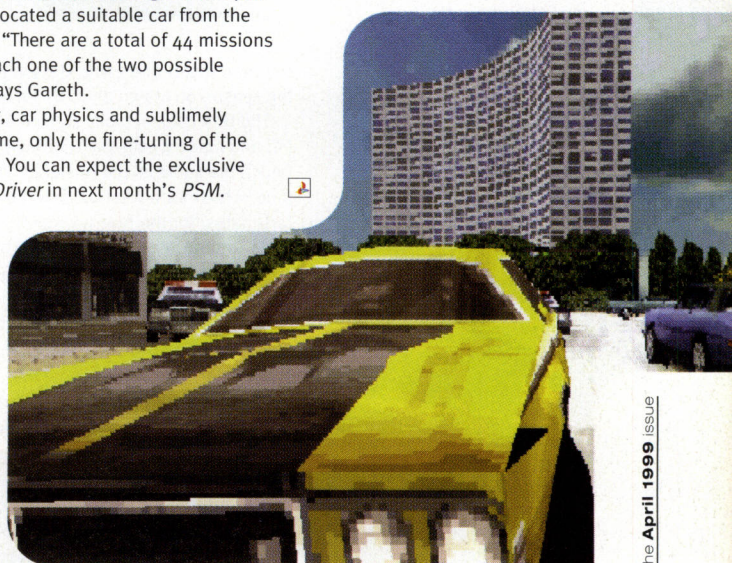 located a suitable car from the
“There are a total of 44 missions
ach one of the two possible
ays Gareth.
, car physics and sublimely
me, only the fine-tuning of the
. You can expect the exclusive
Driver in next month's PSM.
he April 1999 issue